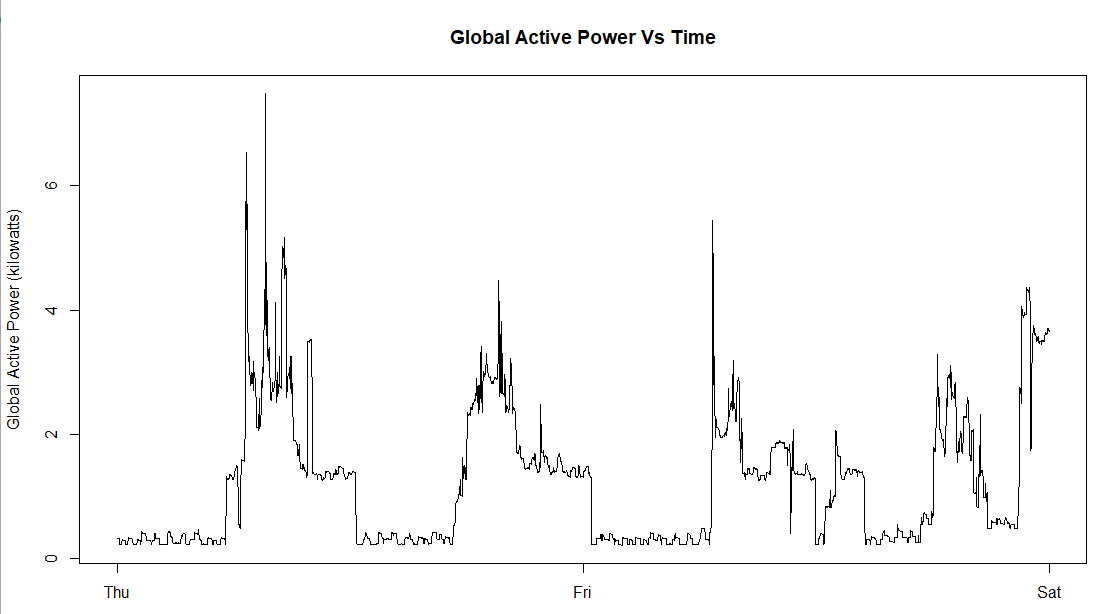 Global Active Power Vs Time
Global Active Power (kilowatts)
6
4
2
0
Thu
Fri
Sat